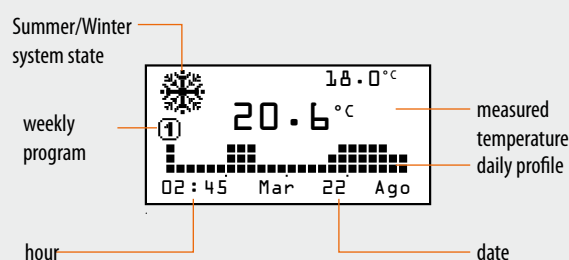 Summer/Winter
system state
18.0°C
20.6°C
1
weekly
program
measured
temperature
daily profile
02:45 Mar 22 Ago
hour
date